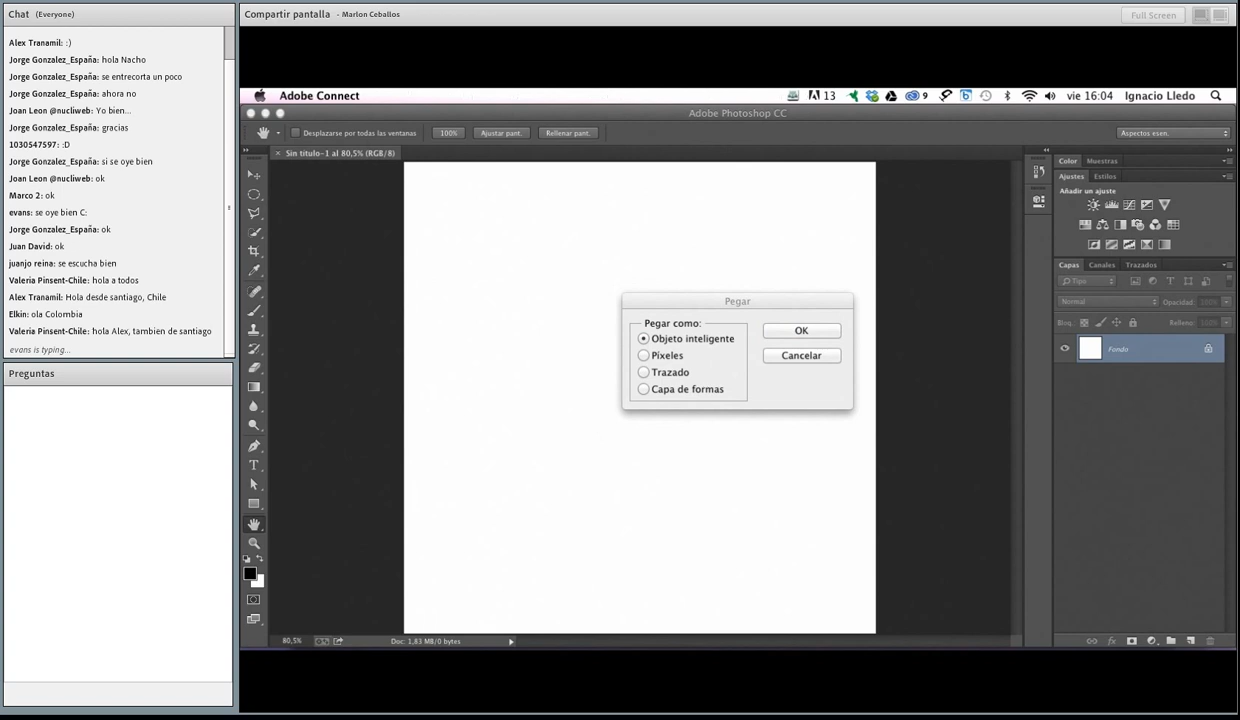 Chat (Everyone)
Alex Tranamil: :)
Jorge Gonzalez_España: hola Nacho
Jorge Gonzalez_España: se entrecorta un poco
Jorge Gonzalez_España: ahora no
Joan Leon @nucliweb: Yo bien...
Jorge Gonzalez_España: gracias
1030547597: :D
Jorge Gonzalez_España: si se oye bien
Joan Leon @nucliweb: ok
Marco 2: ok
evans: se oye bien C:
Jorge Gonzalez_España: ok
Juan David: ok
juanjo reina: se escucha bien
Valeria Pinsent-Chile: hola a todos
Alex Tranamil: Hola desde santiago, Chile
Elkin: ola Colombia
Valeria Pinsent-Chile: hola Alex, tambien de santiago
evans is typing...
Preguntas
Compartir pantalla - Marlon Ceballos
Full Screen
Adobe Connect
13
9
vie 16:04
Ignacio Lledo
Adobe Photoshop CC
Desplazarse por todas las ventanas
100%
Ajustar pant.
Rellenar pant.
Aspectos esen.
Sin título-1 al 80,5% (RGB/8)
Pegar
Pegar como:
Objeto inteligente
Píxeles
Trazado
Capa de formas
OK
Cancelar
Color
Muestras
Ajustes
Estilos
Añadir un ajuste
Capas
Canales
Trazados
Tipo
Normal
Opacidad:
100%
Bloq.:
Relleno:
100%
Fondo
80,5%
Doc: 1,83 MB/0 bytes